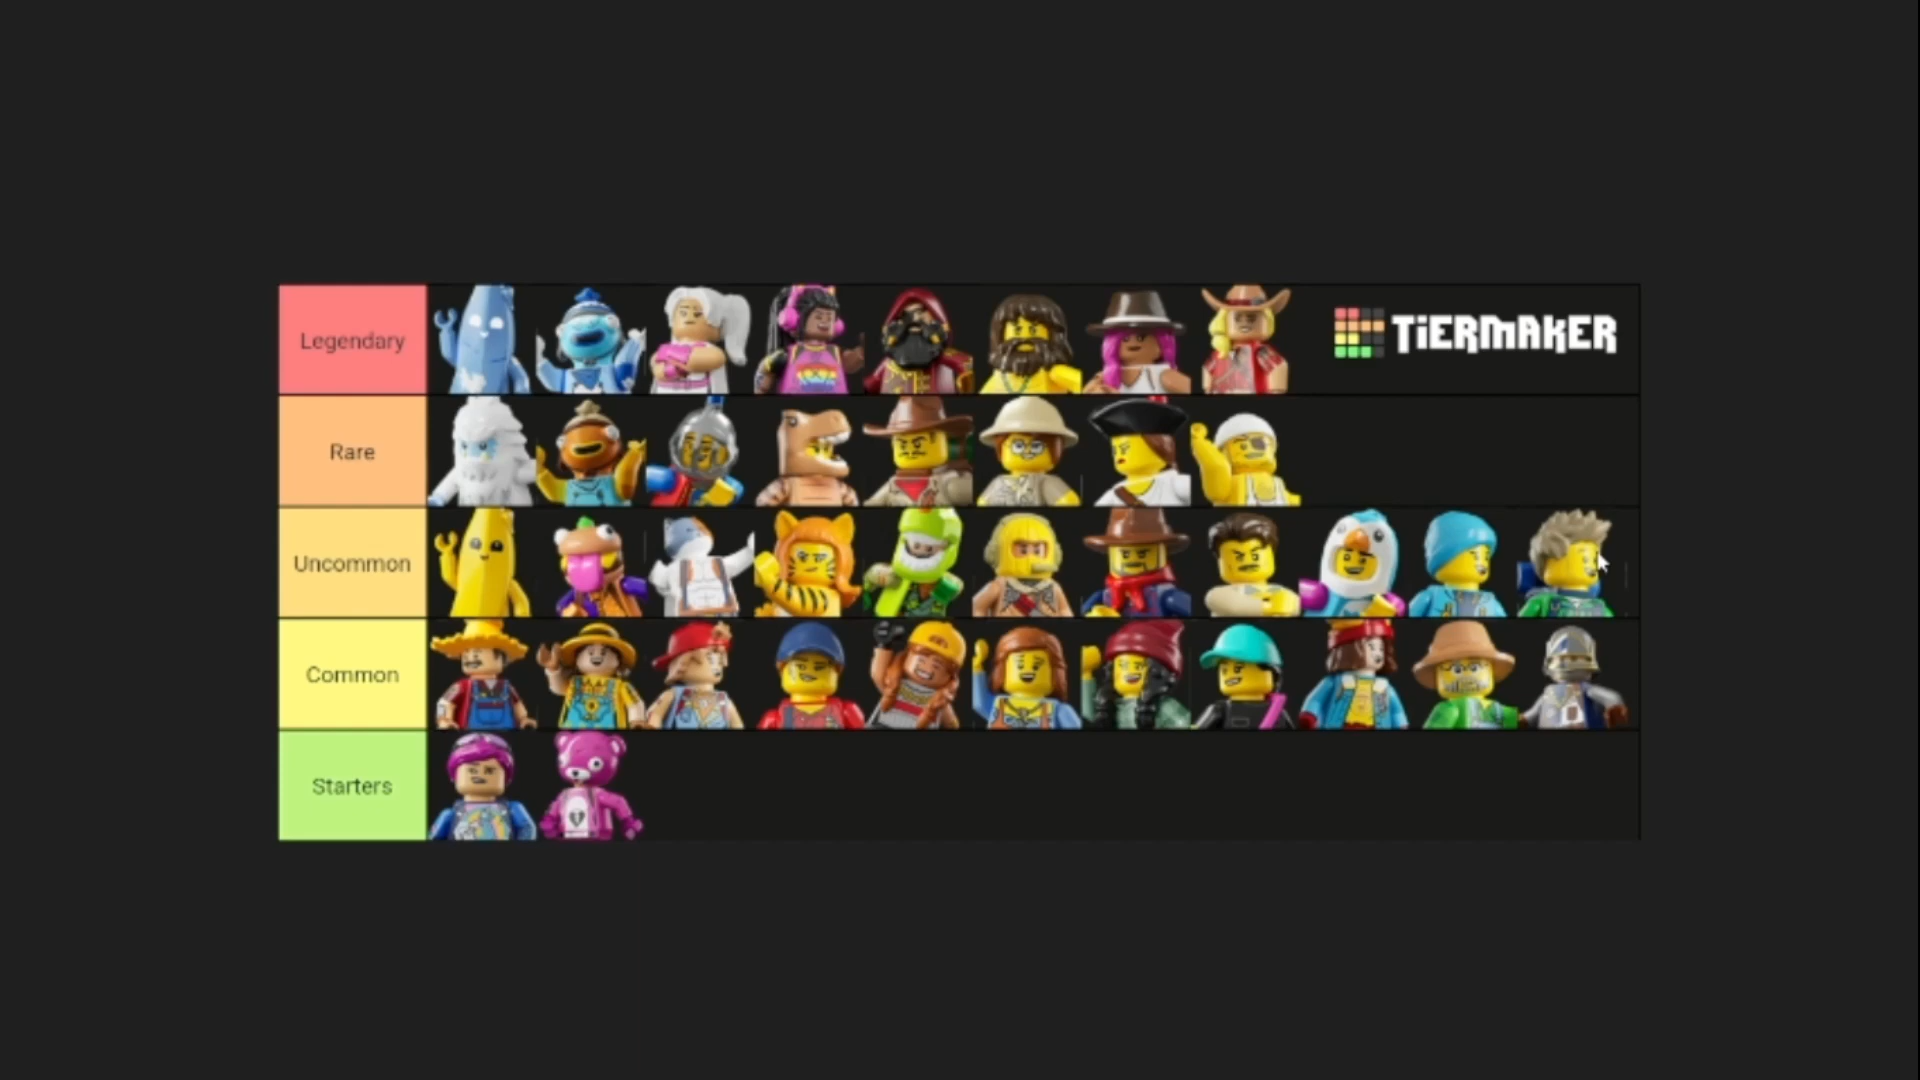 Legendary
TiERMAKER
Rare
Uncommon
Common
Starters